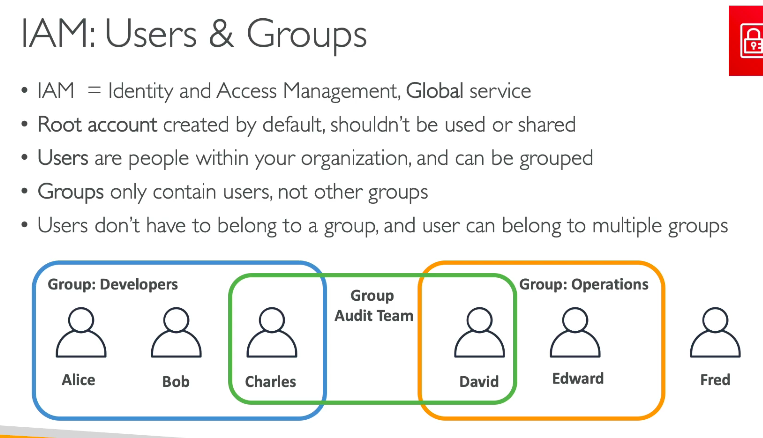 IAM: Users & Groups
• IAM = Identity and Access Management, Global service
• Root account created by default, shouldn't be used or shared
• Users are people within your organization, and can be grouped
• Groups only contain users, not other groups
• Users don't have to belong to a group, and user can belong to multiple groups
Group: Developers
Group
Audit Team
Group: Operations
Alice
Bob
Charles
David
Edward
Fred